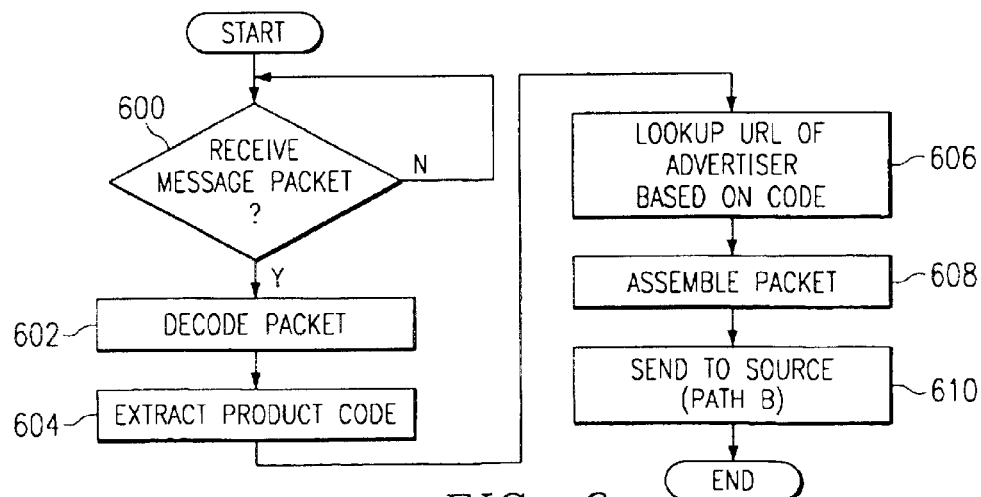 START
600
RECEIVE
MESSAGE PACKET
?
N
Y
602
DECODE PACKET
604
EXTRACT PRODUCT CODE
LOOKUP URL OF
ADVERTISER
BASED ON CODE
606
ASSEMBLE PACKET
608
SEND TO SOURCE
(PATH B)
610
END